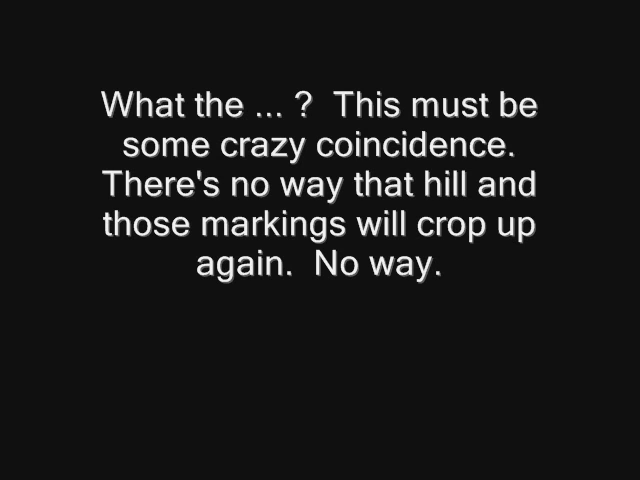 What the ... ?  This must be
some crazy coincidence.
There's no way that hill and
those markings will crop up
again.  No way.